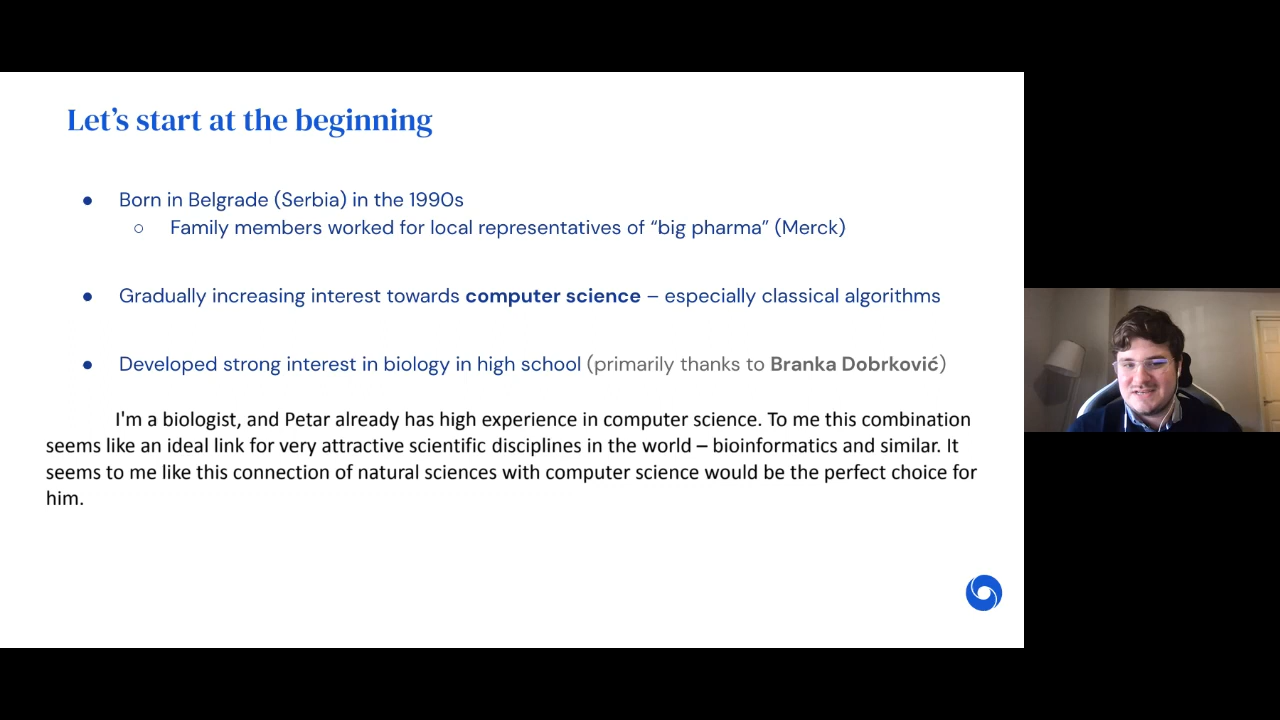 Let's start at the beginning
● Born in Belgrade (Serbia) in the 1990s
○ Family members worked for local representatives of “big pharma” (Merck)
● Gradually increasing interest towards computer science – especially classical algorithms
● Developed strong interest in biology in high school (primarily thanks to Branka Dobrković)
I'm a biologist, and Petar already has high experience in computer science. To me this combination
seems like an ideal link for very attractive scientific disciplines in the world – bioinformatics and similar. It
seems to me like this connection of natural sciences with computer science would be the perfect choice for
him.